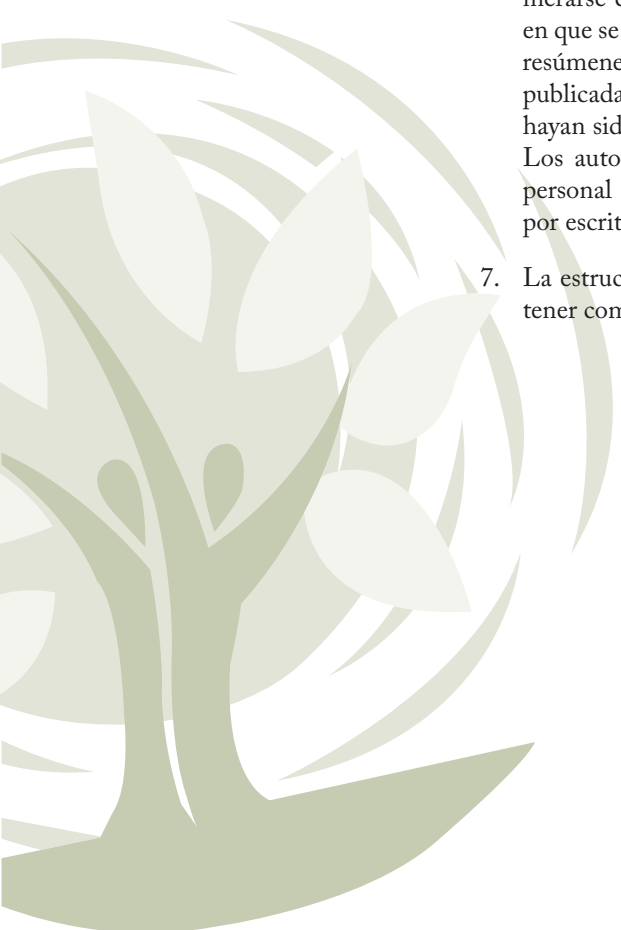 merarse
en que se
resúmene
publicada
hayan sid
Los auto
personal
por escrit
7. La estruc
tener com